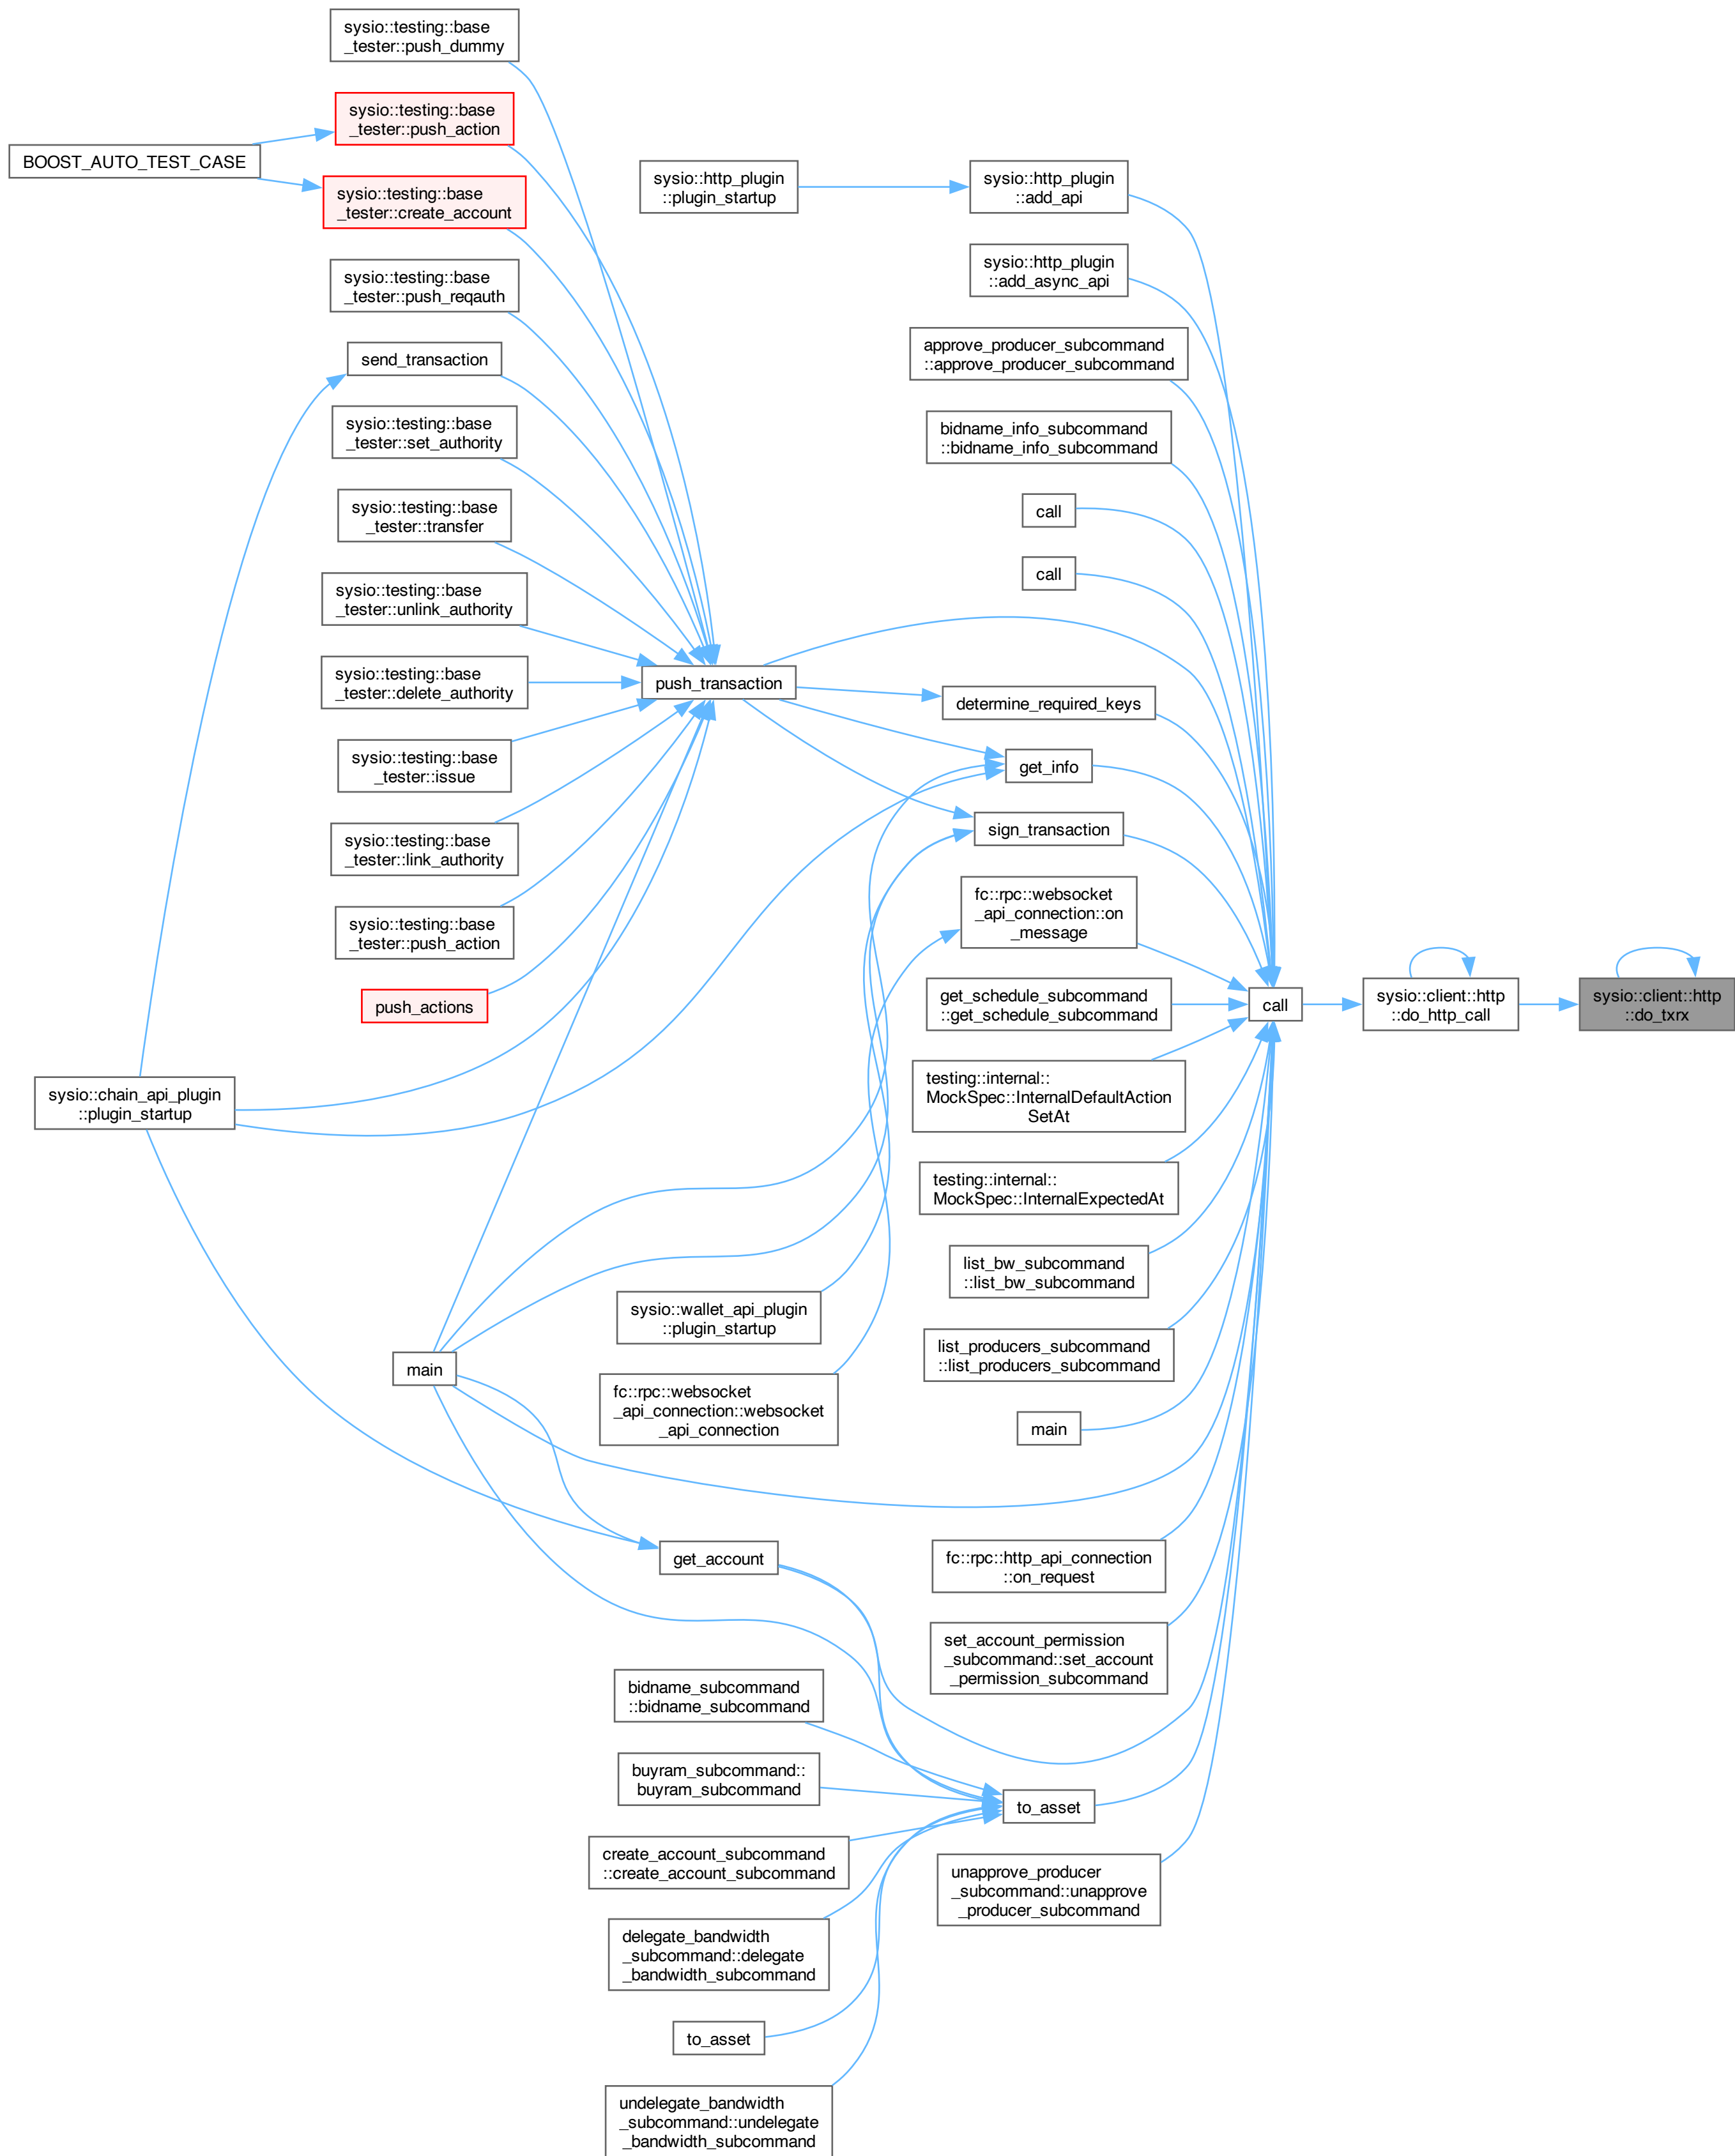 sysio::testing::base
_tester::push_dummy
sysio::testing::base
_tester::push_action
BOOST_AUTO_TEST_CASE
sysio::testing::base
_tester::create_account
sysio::testing::base
_tester::push_reqauth
send_transaction
sysio::testing::base
_tester::set_authority
sysio::testing::base
_tester::transfer
sysio::testing::base
_tester::unlink_authority
sysio::testing::base
_tester::delete_authority
sysio::testing::base
_tester::issue
sysio::testing::base
_tester::link_authority
sysio::testing::base
_tester::push_action
push_actions
sysio::chain_api_plugin
::plugin_startup
main
push_transaction
sysio::http_plugin
::plugin_startup
sysio::wallet_api_plugin
::plugin_startup
fc::rpc::websocket
_api_connection::websocket
_api_connection
get_account
bidname_subcommand
::bidname_subcommand
buyram_subcommand::
buyram_subcommand
create_account_subcommand
::create_account_subcommand
delegate_bandwidth
_subcommand::delegate
_bandwidth_subcommand
to_asset
undelegate_bandwidth
_subcommand::undelegate
_bandwidth_subcommand
sysio::http_plugin
::add_api
sysio::http_plugin
::add_async_api
approve_producer_subcommand
::approve_producer_subcommand
bidname_info_subcommand
::bidname_info_subcommand
call
call
determine_required_keys
get_info
sign_transaction
fc::rpc::websocket
_api_connection::on
_message
get_schedule_subcommand
::get_schedule_subcommand
testing::internal::
MockSpec::InternalDefaultAction
SetAt
testing::internal::
MockSpec::InternalExpectedAt
list_bw_subcommand
::list_bw_subcommand
list_producers_subcommand
::list_producers_subcommand
main
fc::rpc::http_api_connection
::on_request
set_account_permission
_subcommand::set_account
_permission_subcommand
to_asset
unapprove_producer
_subcommand::unapprove
_producer_subcommand
call
sysio::client::http
::do_http_call
sysio::client::http
::do_txrx